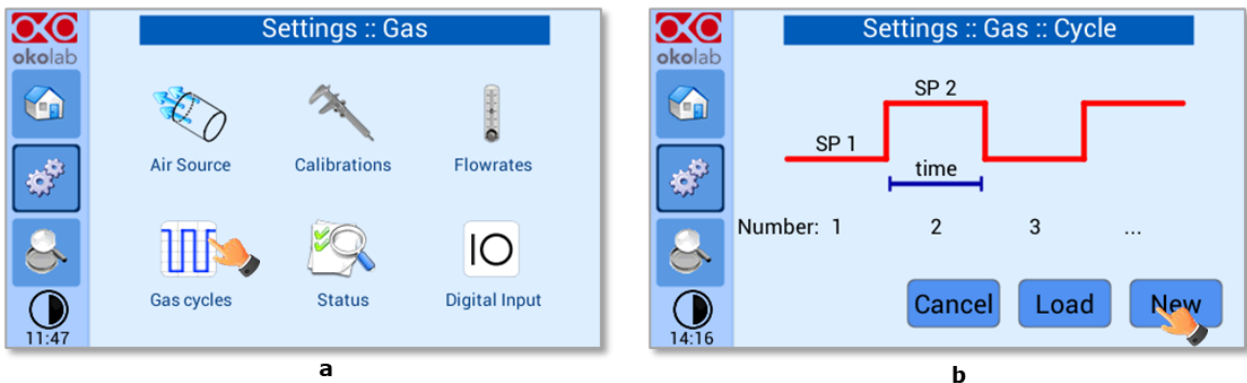 Settings :: Gas
okolab
Air Source
Calibrations
Flowrates
Gas cycles
Status
Digital Input
11:47
a
Settings :: Gas :: Cycle
okolab
SP 2
SP 1
time
Number: 1 2 3 ...
Cancel
Load
New
14:16
b